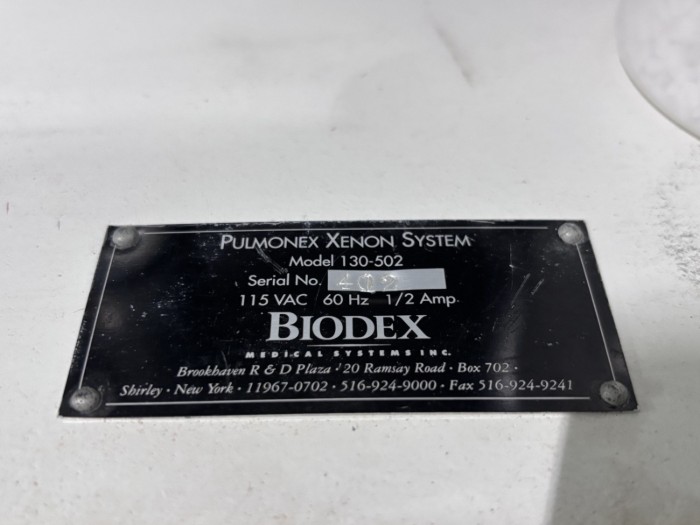 PULMONEX XENON SYSTEM
Model 130-502
Serial No.
115 VAC 60 Hz 1/2 Amp.
BIODEX
MEDICAL SYSTEMS INC.
Brookhaven R & D Plaza · 20 Ramsay Road · Box 702 ·
Shirley · New York · 11967-0702 · 516-924-9000 · Fax 516-924-9241